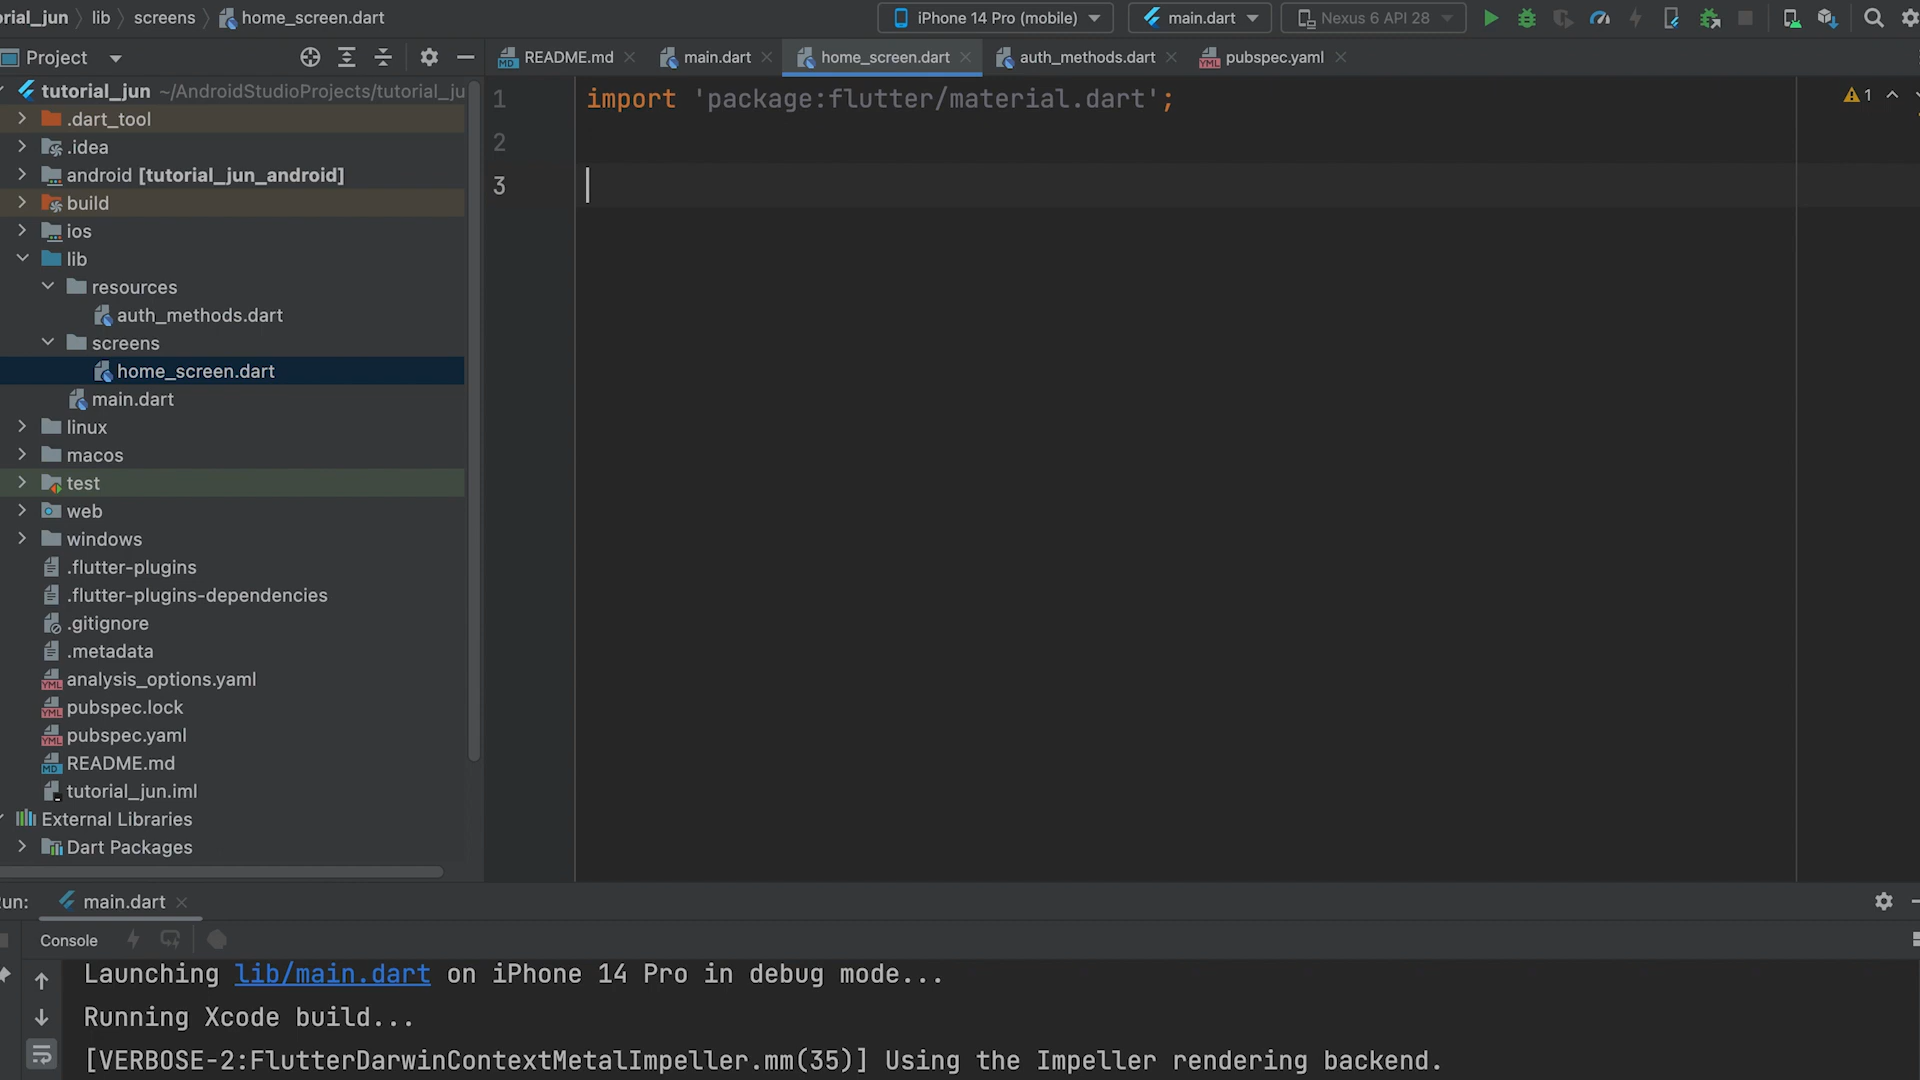 rial_jun lib screens home_screen.dart iPhone 14 Pro (mobile) main.dart Nexus 6 API 28
Project README.md main.dart home_screen.dart auth_methods.dart pubspec.yaml
tutorial_jun ~/AndroidStudioProjects/tutorial_ju
.dart_tool
.idea
android [tutorial_jun_android]
build
ios
lib
resources
auth_methods.dart
screens
home_screen.dart
main.dart
linux
macos
test
web
windows
.flutter-plugins
.flutter-plugins-dependencies
.gitignore
.metadata
analysis_options.yaml
pubspec.lock
pubspec.yaml
README.md
tutorial_jun.iml
External Libraries
Dart Packages
1 import 'package:flutter/material.dart';
2
3
1
un: main.dart
Console
Launching lib/main.dart on iPhone 14 Pro in debug mode...
Running Xcode build...
[VERBOSE-2:FlutterDarwinContextMetalImpeller.mm(35)] Using the Impeller rendering backend.